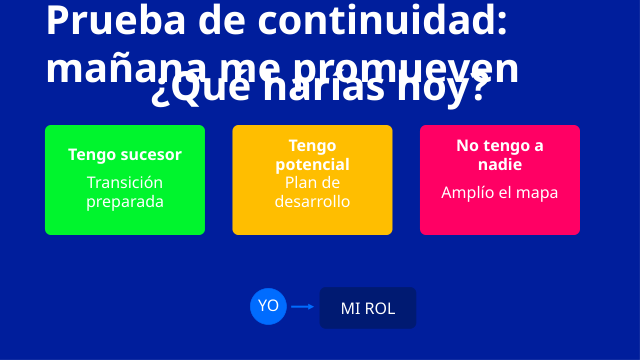 Prueba de continuidad:
mañana me promueven
¿Qué harías hoy?
Tengo sucesor
Transición
preparada
Tengo
potencial
Plan de
desarrollo
No tengo a
nadie
Amplío el mapa
YO
MI ROL